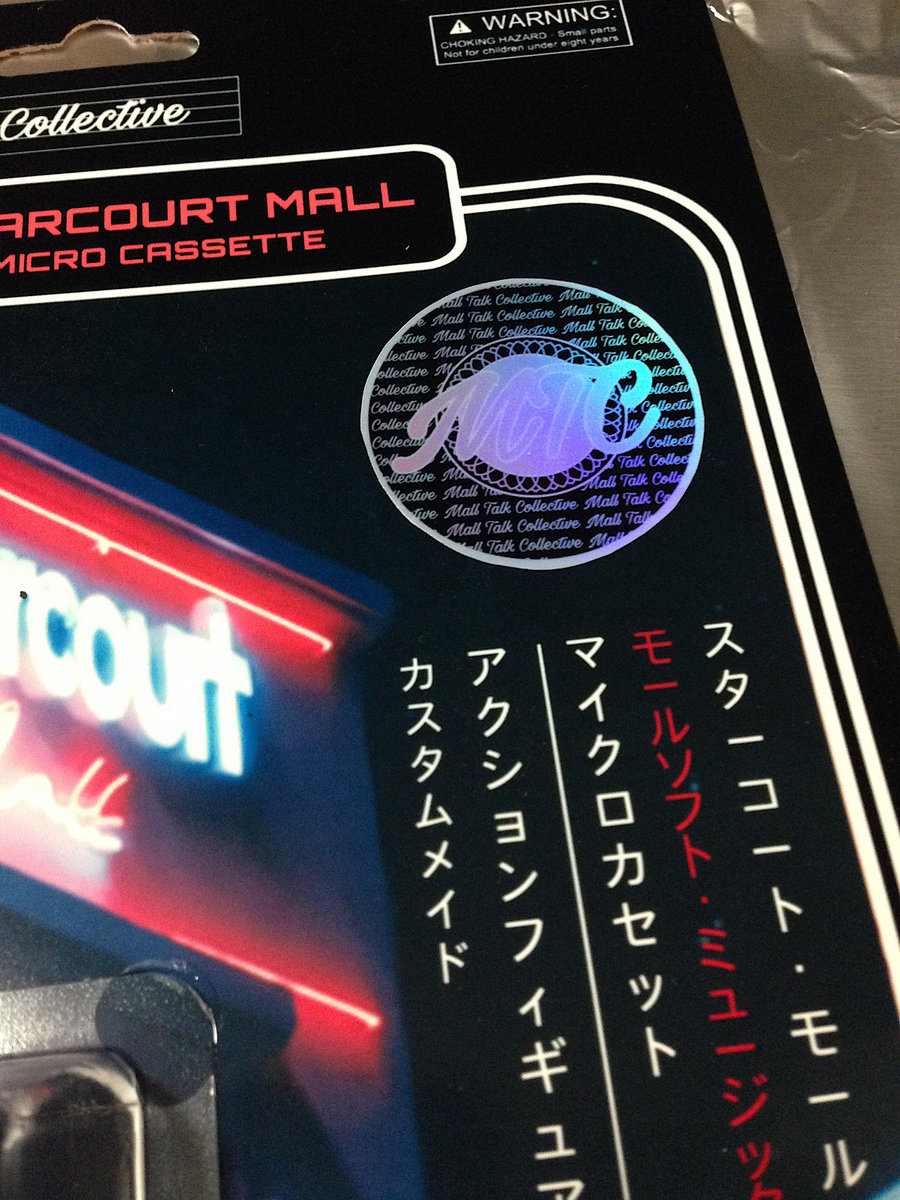 WARNING:
CHOKING HAZARD - Small parts
Not for children under eight years
Collective
ARCOURT MALL
MICRO CASSETTE
Mall Talk Collective
MTC
rcourt
スターコート・モール
モールソフト・ミュージック
マイクロカセット
アクションフィギュア
カスタムメイド